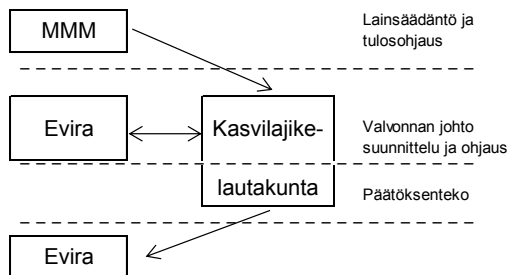 MMM
Lainsäädäntö ja
tulosohjaus
Evira
Kasvilajike-
Valvonnan johto
suunnittelu ja ohjaus
lautakunta
Päätöksenteko
Evira